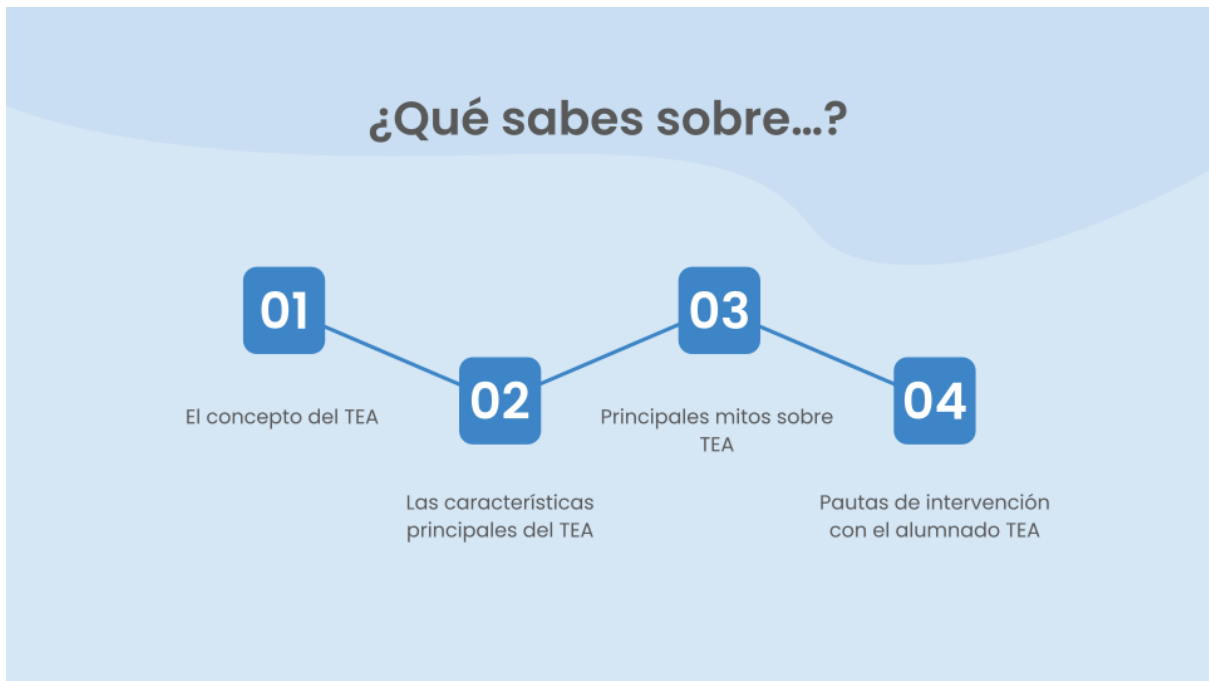 ¿Qué sabes sobre...?
01
El concepto del TEA
02
Las características
principales del TEA
03
Principales mitos sobre
TEA
04
Pautas de intervención
con el alumnado TEA